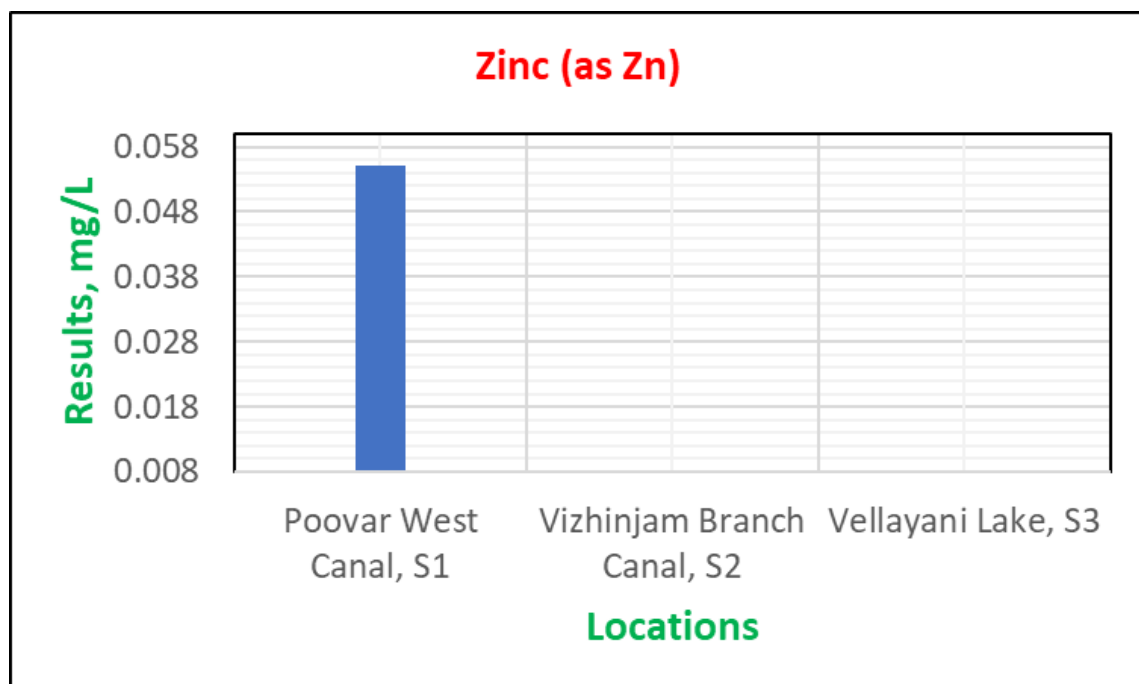 Zinc (as Zn)
Results, mg/L
0.058
0.048
0.038
0.028
0.018
0.008
Poovar West
Canal, S1
Vizhinjam Branch
Canal, S2
Vellayani Lake, S3
Locations